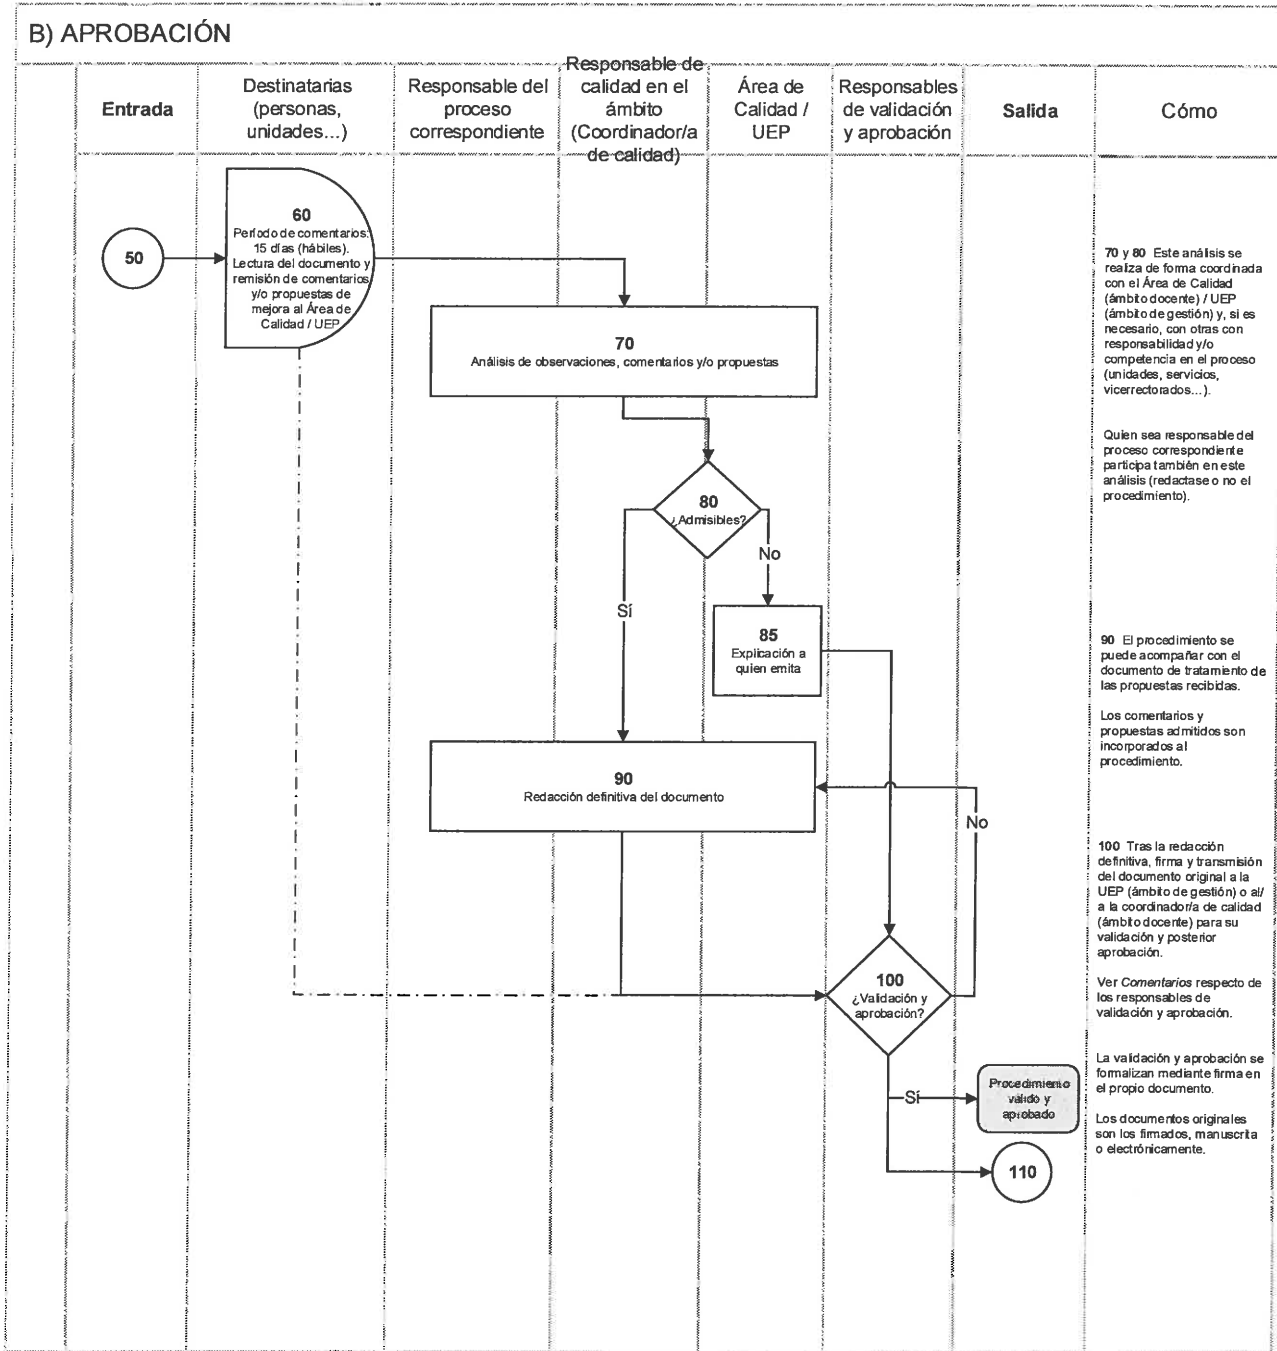 B) APROBACIÓN
Entrada
Destinatarias
(personas,
unidades...)
Responsable del
proceso
correspondiente
Responsable de
calidad en el
ámbito
(Coordinador/a
de calidad)
Área de
Calidad /
UEP
Responsables
de validación
y aprobación
Salida
Cómo
50
60
Período de comentarios:
15 días (hábiles).
Lectura del documento y
remisión de comentarios
y/o propuestas de
mejora al Área de
Calidad / UEP
70
Análisis de observaciones, comentarios y/o propuestas
80
¿Admisibles?
No
Sí
85
Explicación a
quien emita
90
Redacción definitiva del documento
No
100
¿Validación y
aprobación?
Sí
Procedimiento
válido y
aprobado
110
70 y 80 Este análisis se
realiza de forma coordinada
con el Área de Calidad
(ámbito docente) / UEP
(ámbito de gestión) y, si es
necesario, con otras con
responsabilidad y/o
competencia en el proceso
(unidades, servicios,
vicerrectorados...).
Quien sea responsable del
proceso correspondiente
participa también en este
análisis (redactase o no el
procedimiento).
90 El procedimiento se
puede acompañar con el
documento de tratamiento de
las propuestas recibidas.
Los comentarios y
propuestas admitidos son
incorporados al
procedimiento.
100 Tras la redacción
definitiva, firma y transmisión
del documento original a la
UEP (ámbito de gestión) o al/
a la coordinador/a de calidad
(ámbito docente) para su
validación y posterior
aprobación.
Ver Comentarios respecto de
los responsables de
validación y aprobación.
La validación y aprobación se
formalizan mediante firma en
el propio documento.
Los documentos originales
son los firmados, manuscrita
o electrónicamente.